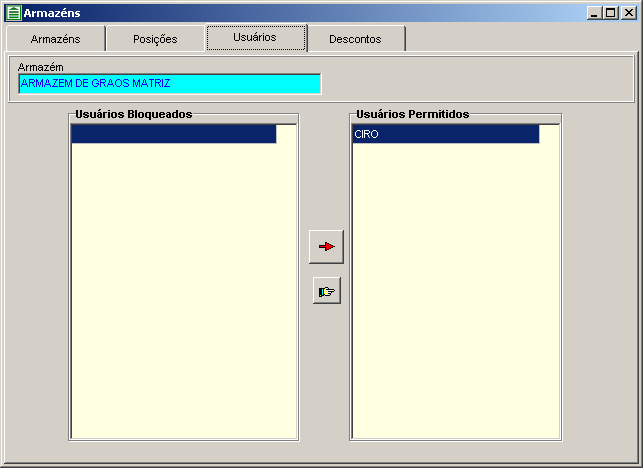 Armazéns
Armazéns
Posições
Usuários
Descontos
Armazém
ARMAZEM DE GRAOS MATRIZ
Usuários Bloqueados
Usuários Permitidos
CIRO